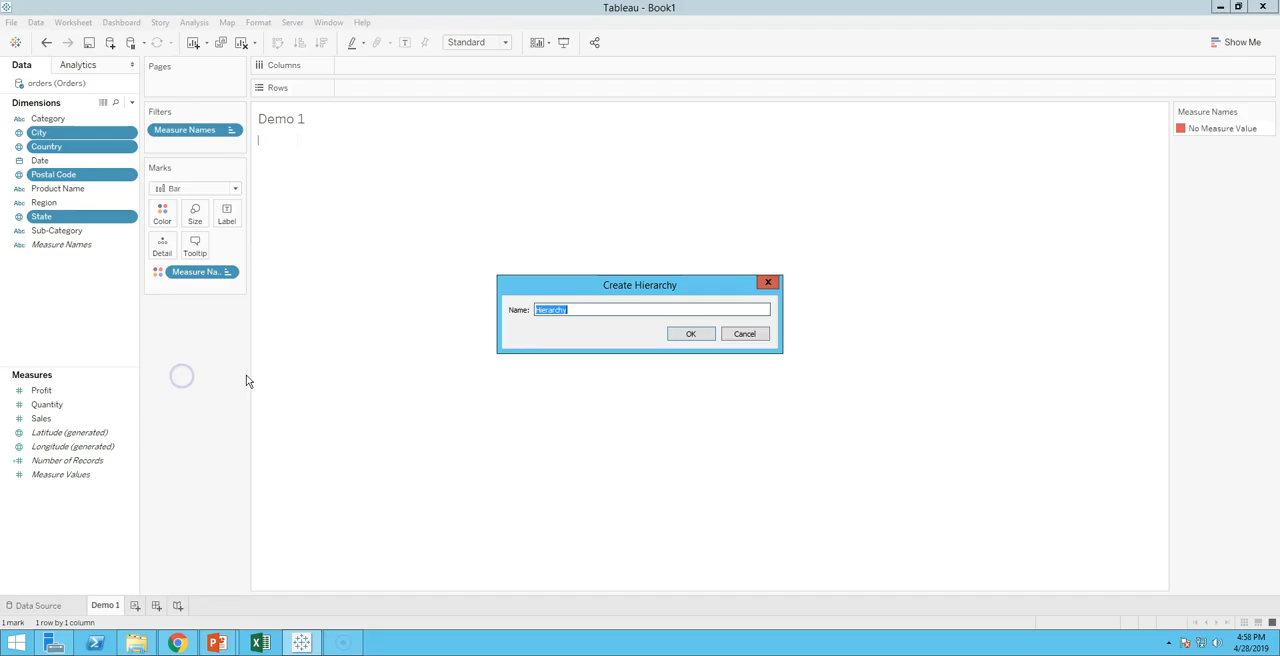 Tableau - Book1
File Data Worksheet Dashboard Story Analysis Map Format Server Window Help
Standard
Show Me
Data Analytics
Pages
Columns
orders (Orders)
Rows
Dimensions
Filters
Demo 1
Measure Names
Category
No Measure Value
City
Measure Names
Country
Date
Marks
Postal Code
Product Name
Bar
Region
State
Color Size Label
Sub-Category
Measure Names
Detail Tooltip
Measure Na..
Create Hierarchy
Name: Hierarchy
OK Cancel
Measures
Profit
Quantity
Sales
Latitude (generated)
Longitude (generated)
Number of Records
Measure Values
Data Source Demo 1
1 mark 1 row by 1 column
4:58 PM
4/28/2019